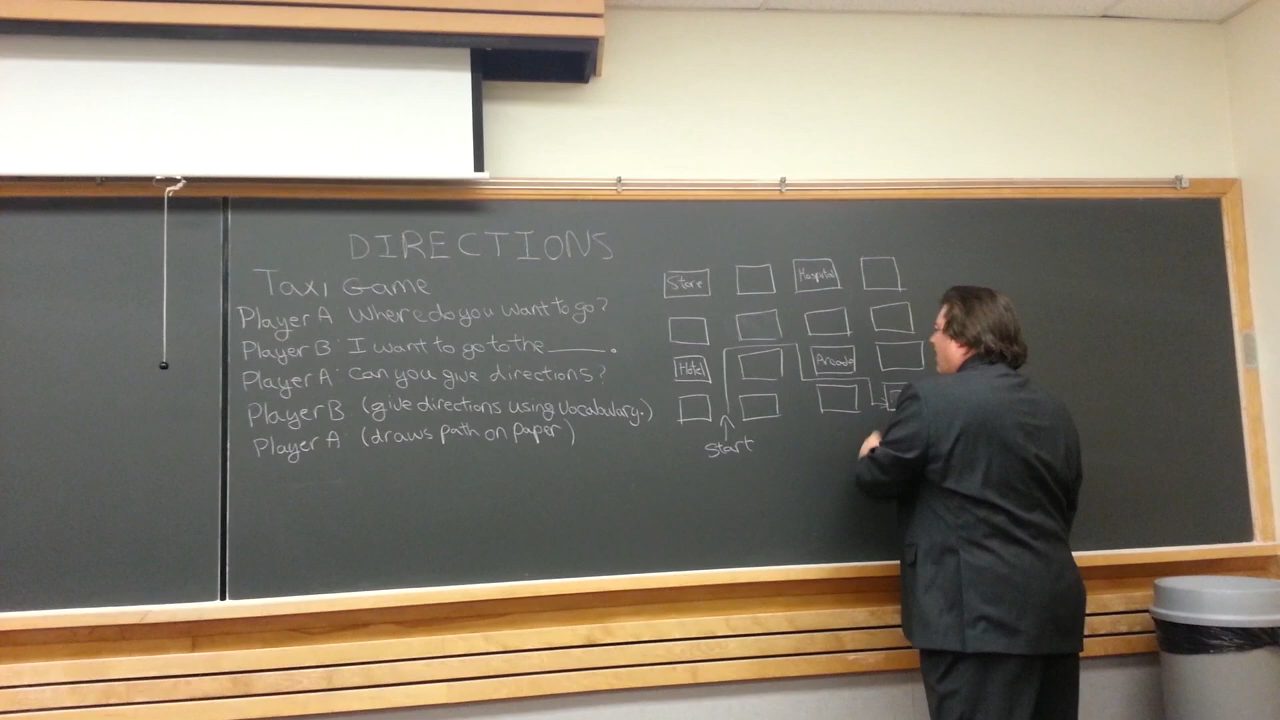 DIRECTIONS
Taxi Game
Player A: Where do you want to go?
Player B: I want to go to the ______.
Player A: Can you give directions?
Player B (give directions using vocabulary.)
Player A: (draws path on paper)
Store
Hospital
Hotel
Arcade
Start